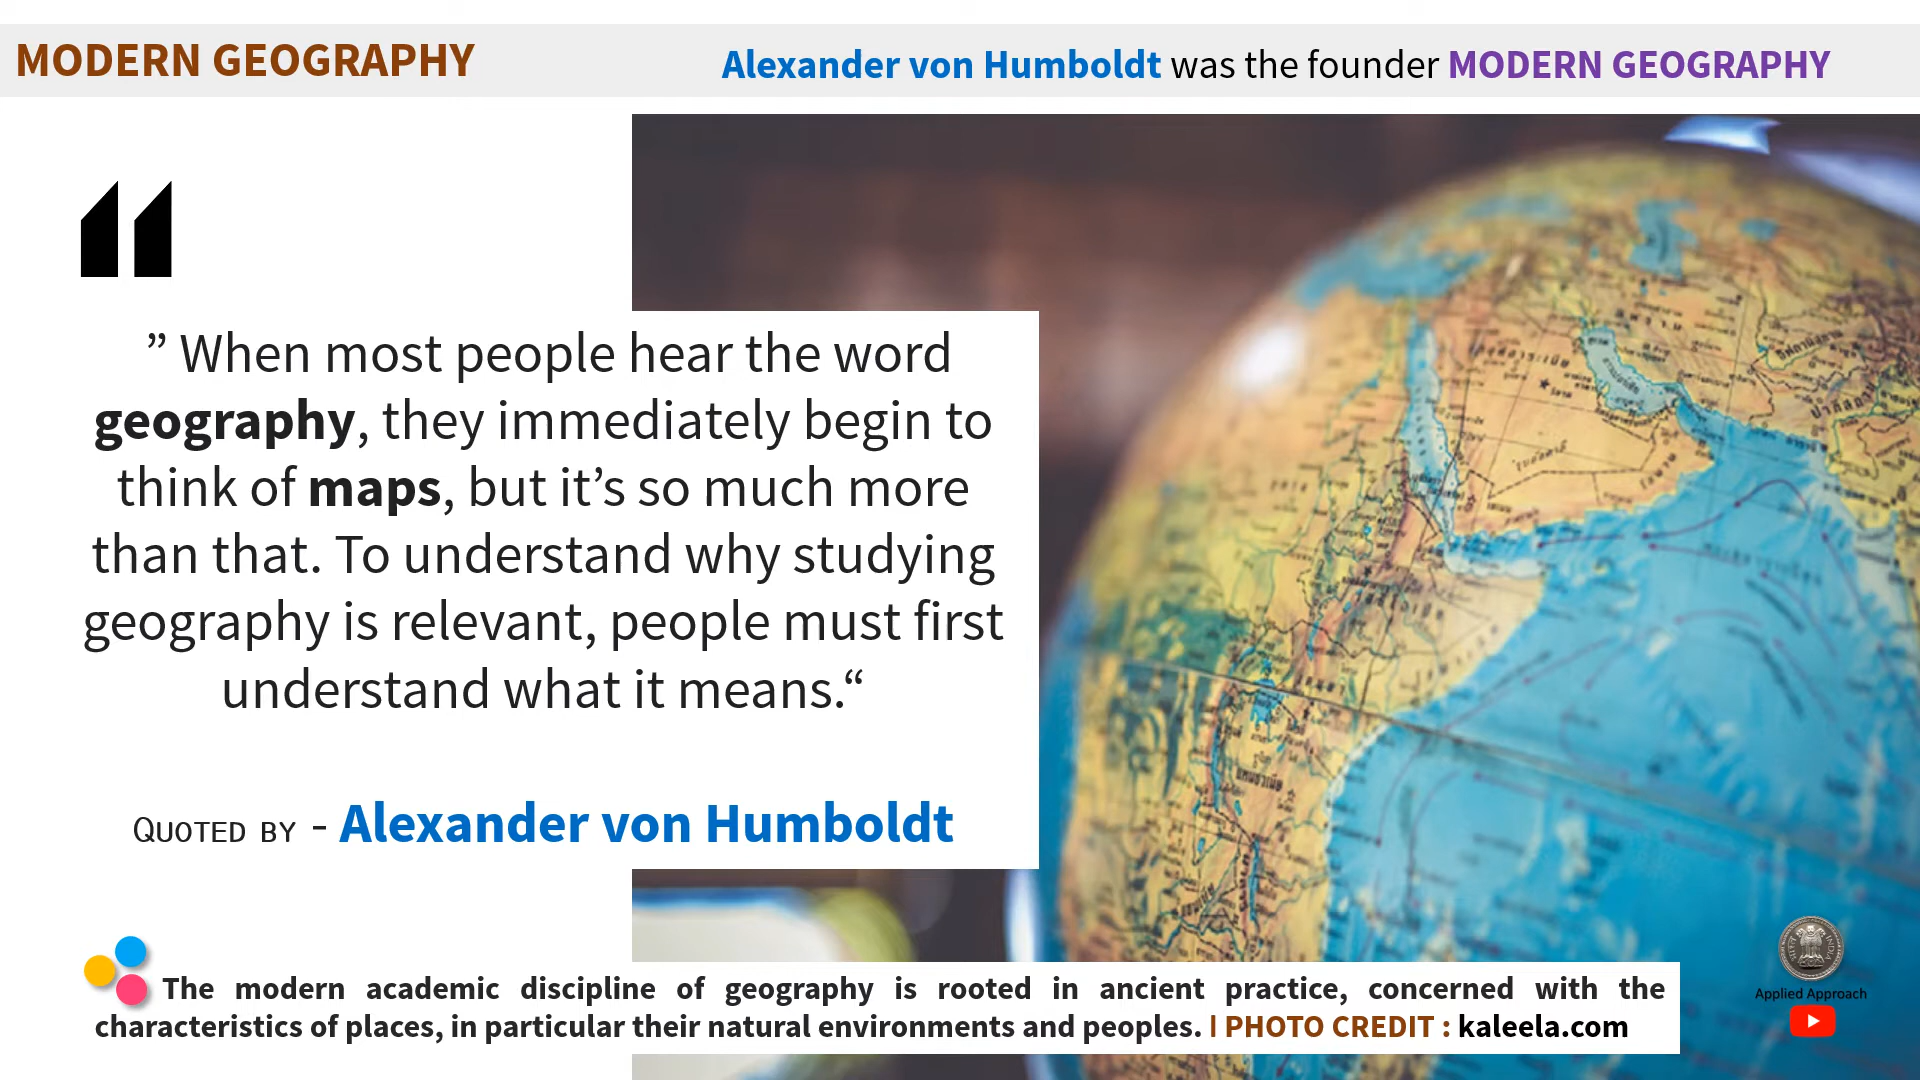 MODERN GEOGRAPHY
Alexander von Humboldt was the founder MODERN GEOGRAPHY
” When most people hear the word
geography, they immediately begin to
think of maps, but it’s so much more
than that. To understand why studying
geography is relevant, people must first
understand what it means.“
QUOTED BY - Alexander von Humboldt
The modern academic discipline of geography is rooted in ancient practice, concerned with the
characteristics of places, in particular their natural environments and peoples. I PHOTO CREDIT : kaleela.com
Applied Approach